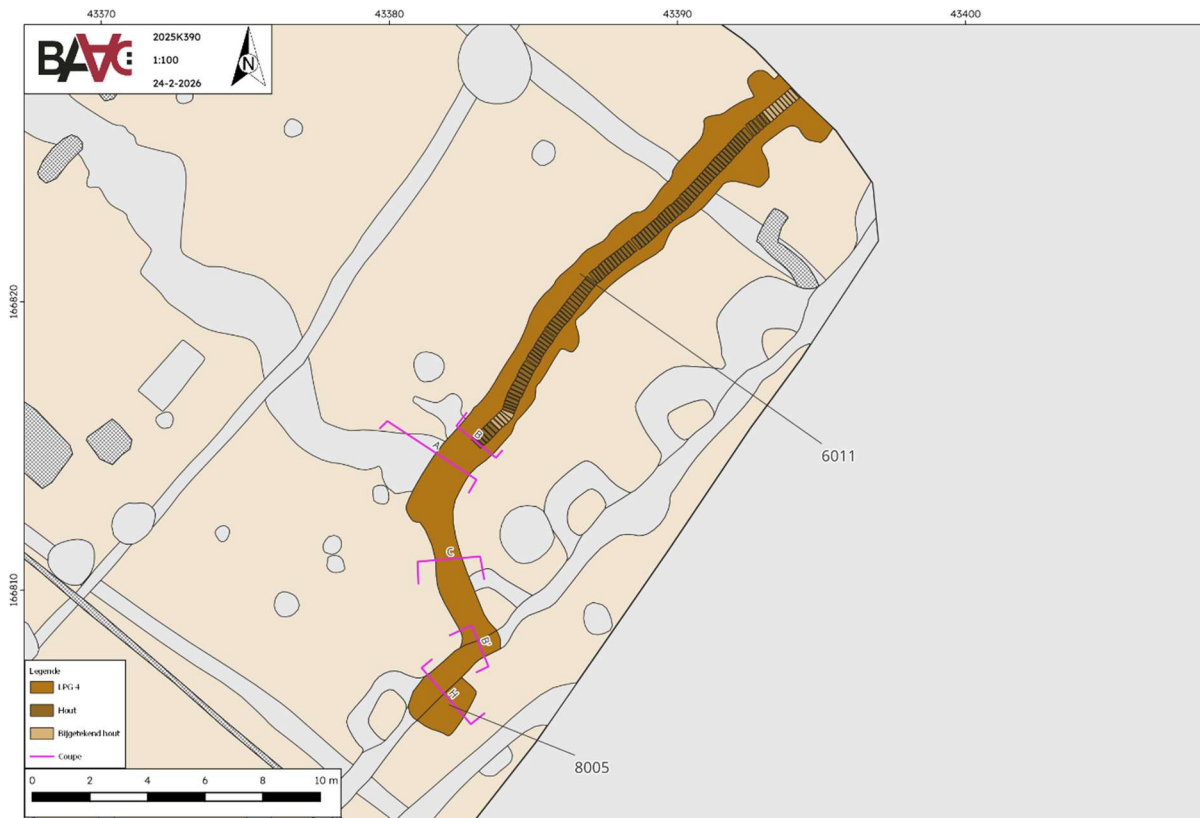 43370 43380 43390 43400
BAAC
2025K390
1:100
24-2-2026
N
166820
166810
A
B
C
B'
H
6011
8005
Legende
LPG 4
Hout
Bijgetekend hout
Coupe
0 2 4 6 8 10 m